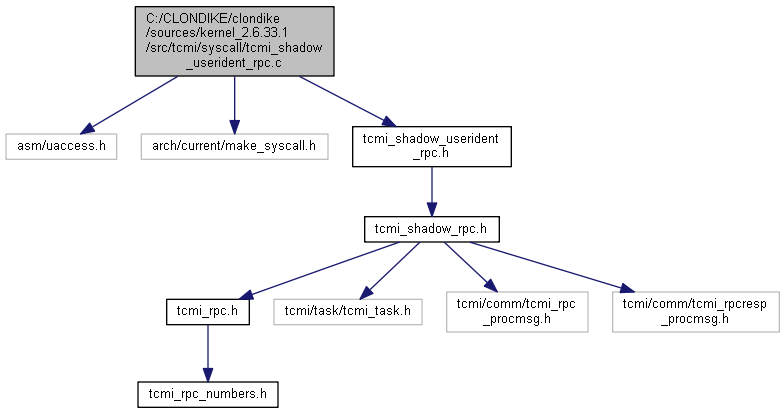 C:/CLONDIKE/clondike
/sources/kernel_2.6.33.1
/src/tcmi/syscall/tcmi_shadow
_userident_rpc.c
asm/uaccess.h
arch/current/make_syscall.h
tcmi_shadow_userident
_rpc.h
tcmi_shadow_rpc.h
tcmi_rpc.h
tcmi/task/tcmi_task.h
tcmi/comm/tcmi_rpc
_procmsg.h
tcmi/comm/tcmi_rpcresp
_procmsg.h
tcmi_rpc_numbers.h